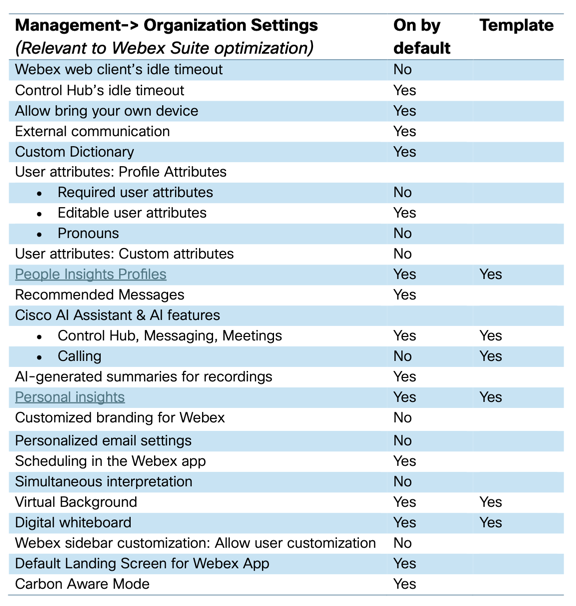 Management-> Organization Settings On by Template
(Relevant to Webex Suite optimization) default
Webex web client's idle timeout No
Control Hub's idle timeout Yes
Allow bring your own device Yes
External communication Yes
Custom Dictionary Yes
User attributes: Profile Attributes
• Required user attributes No
• Editable user attributes Yes
• Pronouns No
User attributes: Custom attributes No
People Insights Profiles Yes Yes
Recommended Messages Yes
Cisco AI Assistant & AI features
• Control Hub, Messaging, Meetings Yes Yes
• Calling No Yes
AI-generated summaries for recordings Yes
Personal insights Yes Yes
Customized branding for Webex No
Personalized email settings No
Scheduling in the Webex app Yes
Simultaneous interpretation No
Virtual Background Yes Yes
Digital whiteboard Yes Yes
Webex sidebar customization: Allow user customization No
Default Landing Screen for Webex App Yes
Carbon Aware Mode Yes